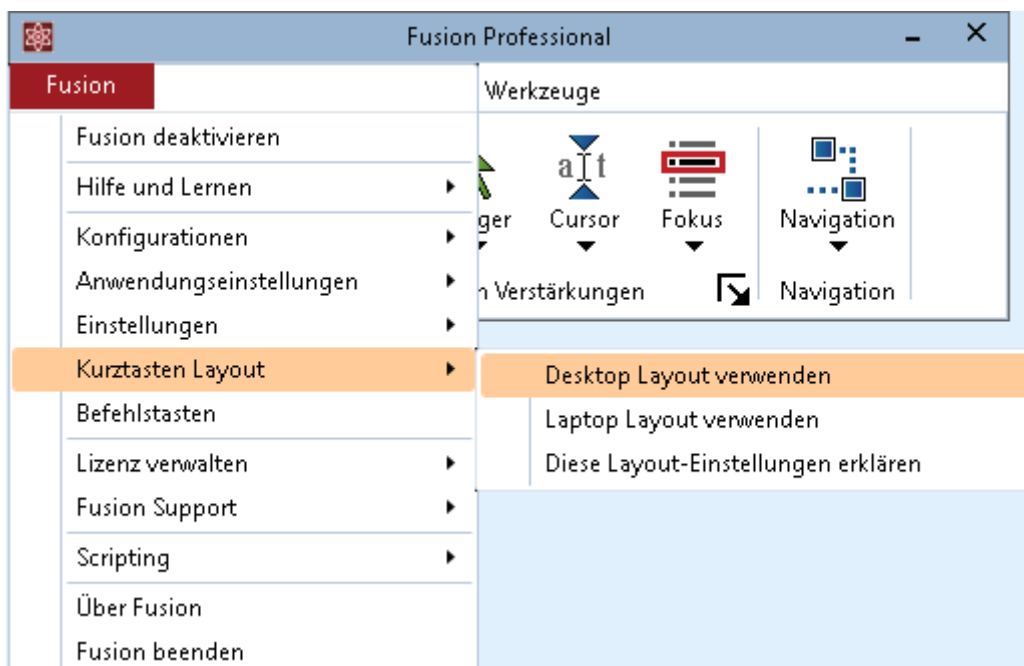 Fusion Professional
Fusion
Werkzeuge
Fusion deaktivieren
Hilfe und Lernen
Konfigurationen
Anwendungseinstellungen
Einstellungen
Kurztasten Layout
Befehlstasten
Lizenz verwalten
Fusion Support
Scripting
Über Fusion
Fusion beenden
a t
ger
Cursor
Fokus
Navigation
n Verstärkungen
Navigation
Desktop Layout verwenden
Laptop Layout verwenden
Diese Layout-Einstellungen erklären